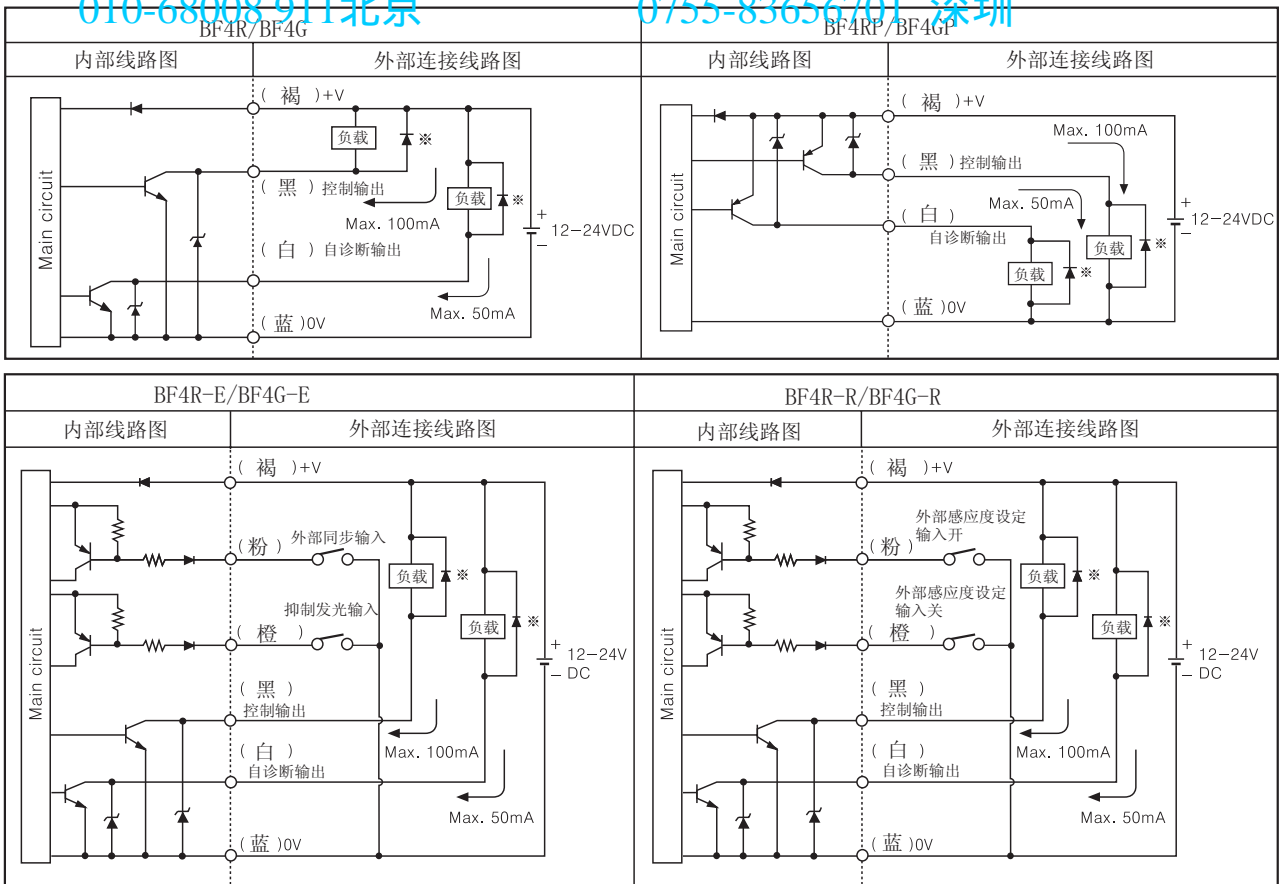 010-68008 911北京
0755-83656701 深圳
BF4R/BF4G
BF4RP/BF4GP
内部线路图
外部连接线路图
内部线路图
外部连接线路图
Main circuit
( 褐 )+V
负载
※
( 黑 ) 控制输出
Max. 100mA
负载
※
( 白 ) 自诊断输出
Max. 50mA
( 蓝 )0V
+
12-24VDC
-
Main circuit
( 褐 )+V
Max. 100mA
( 黑 ) 控制输出
Max. 50mA
( 白 )
自诊断输出
负载
※
负载
※
( 蓝 )0V
+
12-24VDC
-
BF4R-E/BF4G-E
BF4R-R/BF4G-R
内部线路图
外部连接线路图
内部线路图
外部连接线路图
Main circuit
( 褐 )+V
(粉) 外部同步输入
负载
※
抑制发光输入
( 橙 )
负载
※
+ 12-24V
- DC
( 黑 )
控制输出
Max. 100mA
( 白 )
自诊断输出
Max. 50mA
( 蓝 )0V
Main circuit
( 褐 )+V
外部感应度设定
输入开
(粉)
负载
※
外部感应度设定
输入关
( 橙 )
负载
※
+ 12-24V
- DC
( 黑 )
控制输出
Max. 100mA
( 白 )
自诊断输出
Max. 50mA
( 蓝 )0V